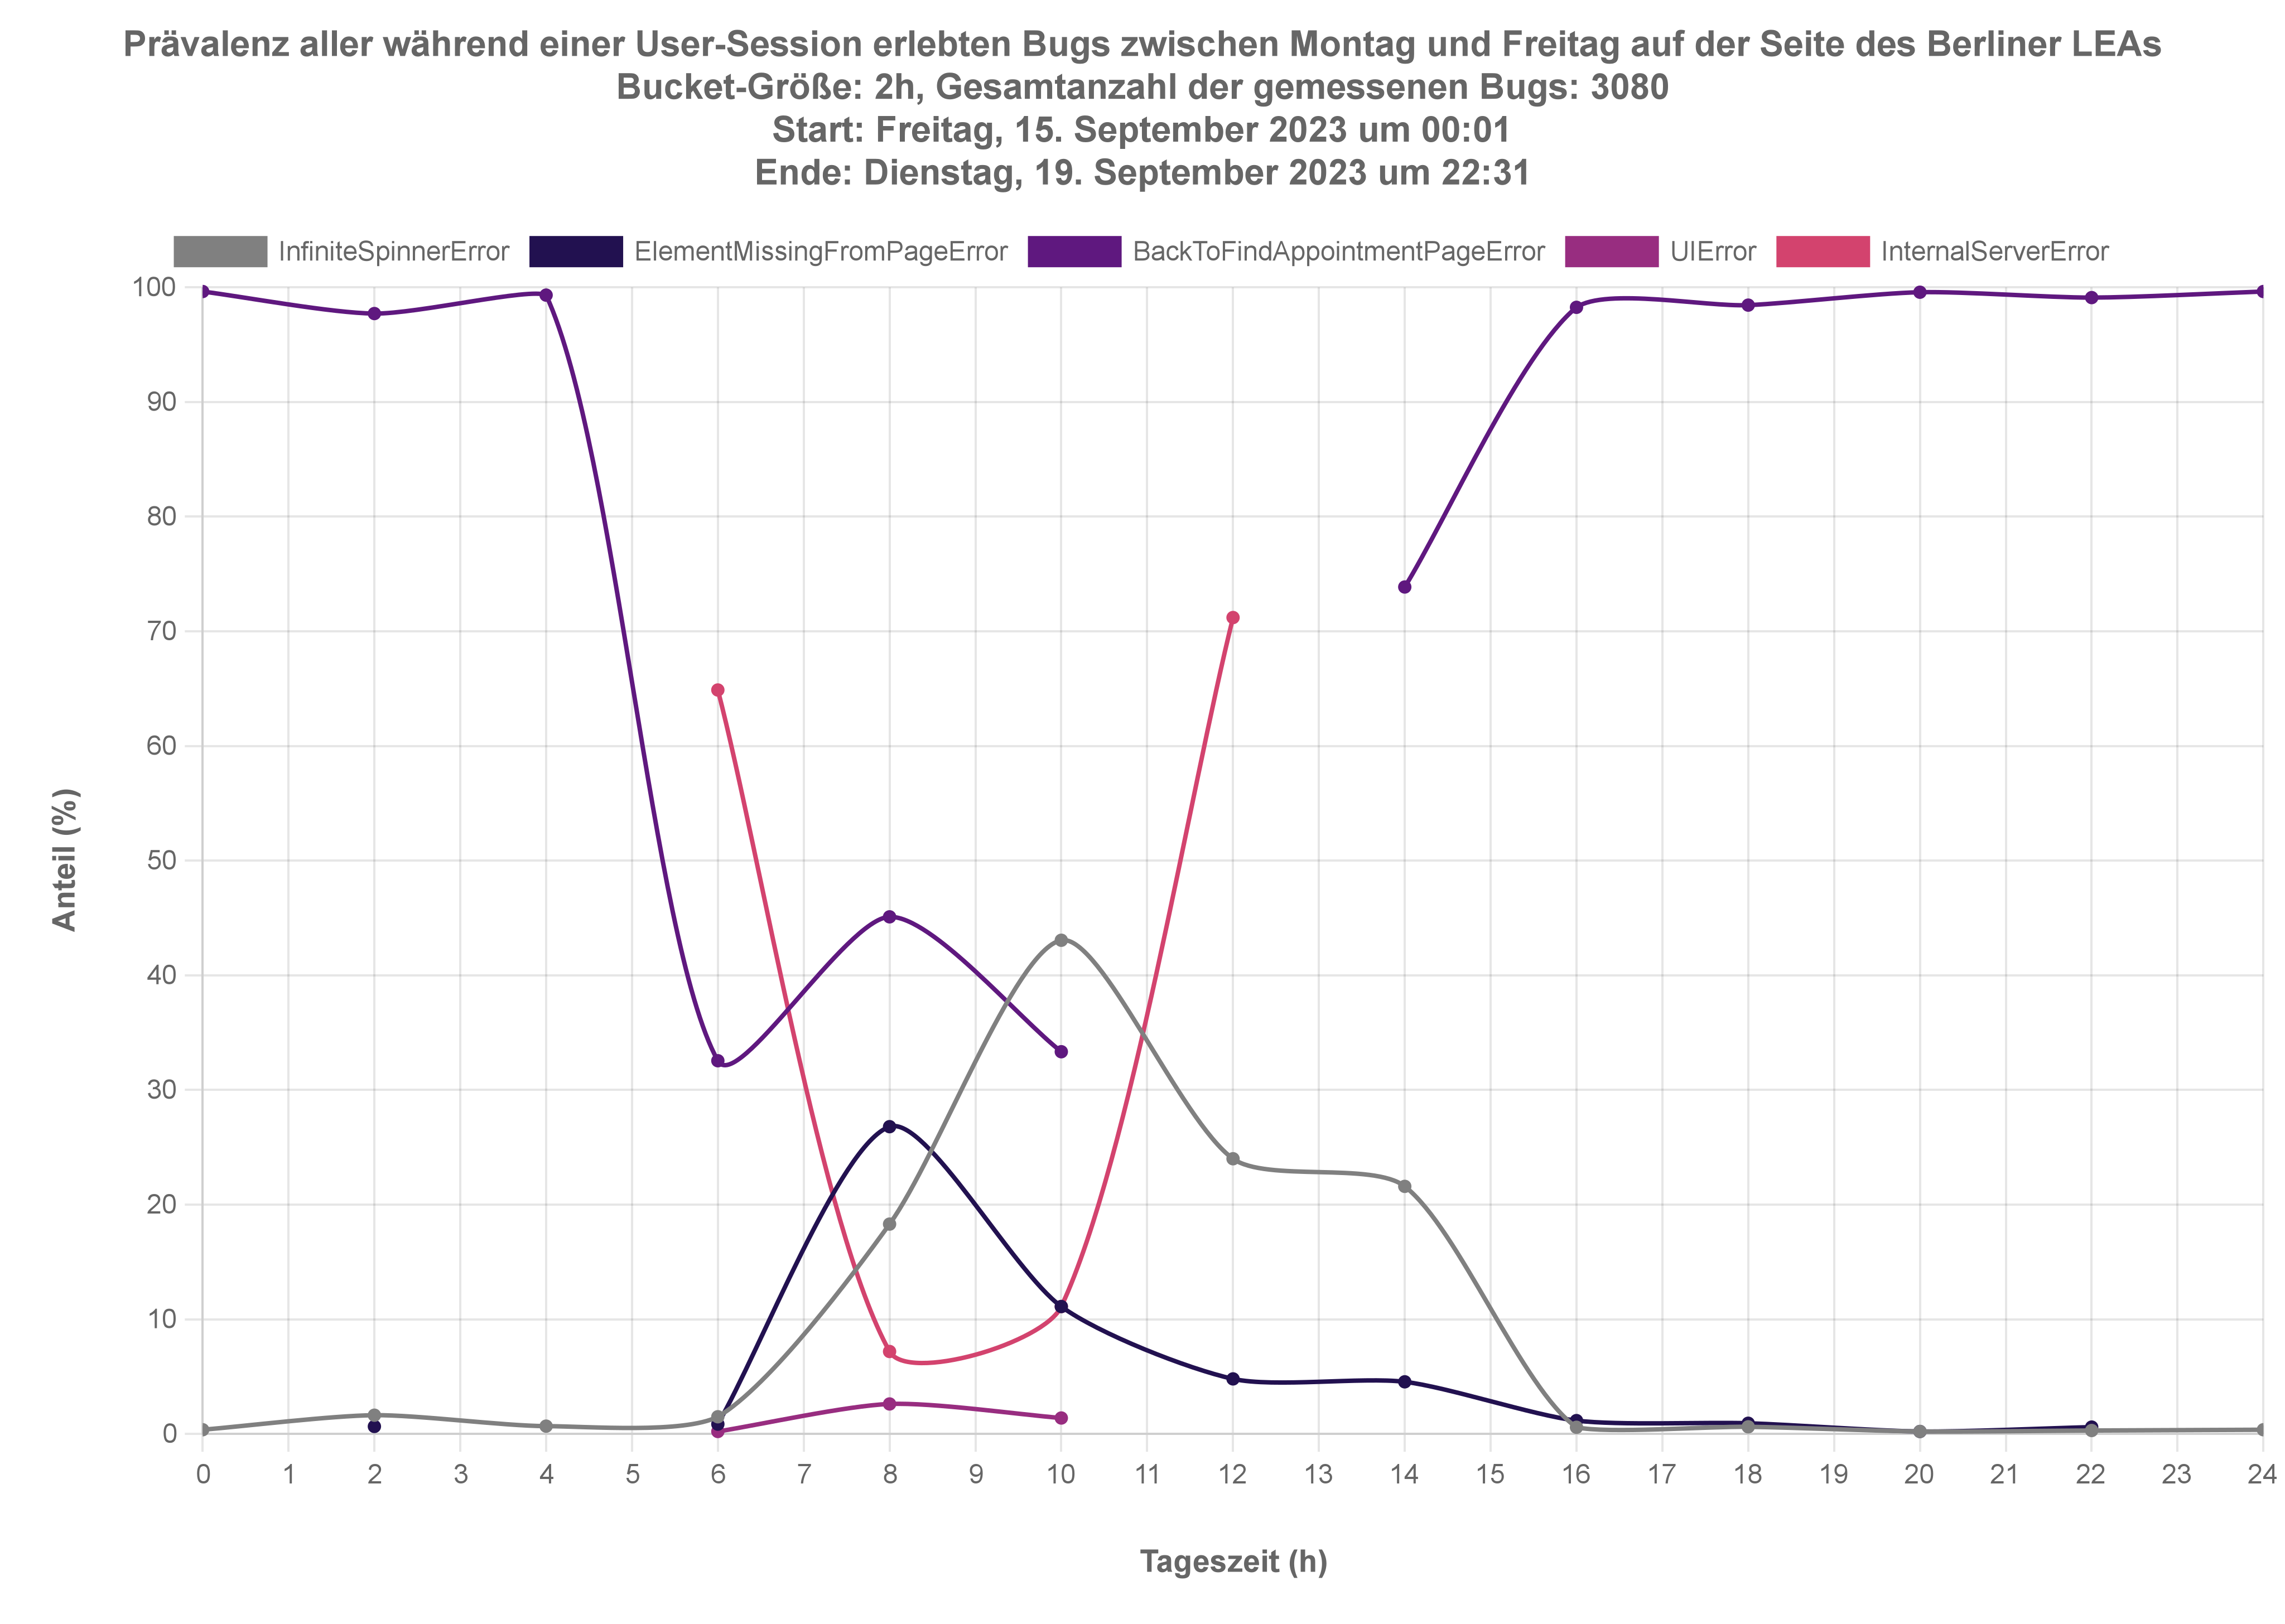 Prävalenz aller während einer User-Session erlebten Bugs zwischen Montag und Freitag auf der Seite des Berliner LEAs
Bucket-Größe: 2h, Gesamtanzahl der gemessenen Bugs: 3080
Start: Freitag, 15. September 2023 um 00:01
Ende: Dienstag, 19. September 2023 um 22:31
InfiniteSpinnerError ElementMissingFromPageError BackToFindAppointmentPageError UIError InternalServerError
100
90
80
70
60
50
40
30
20
10
0
Anteil (%)
0 1 2 3 4 5 6 7 8 9 10 11 12 13 14 15 16 17 18 19 20 21 22 23 24
Tageszeit (h)